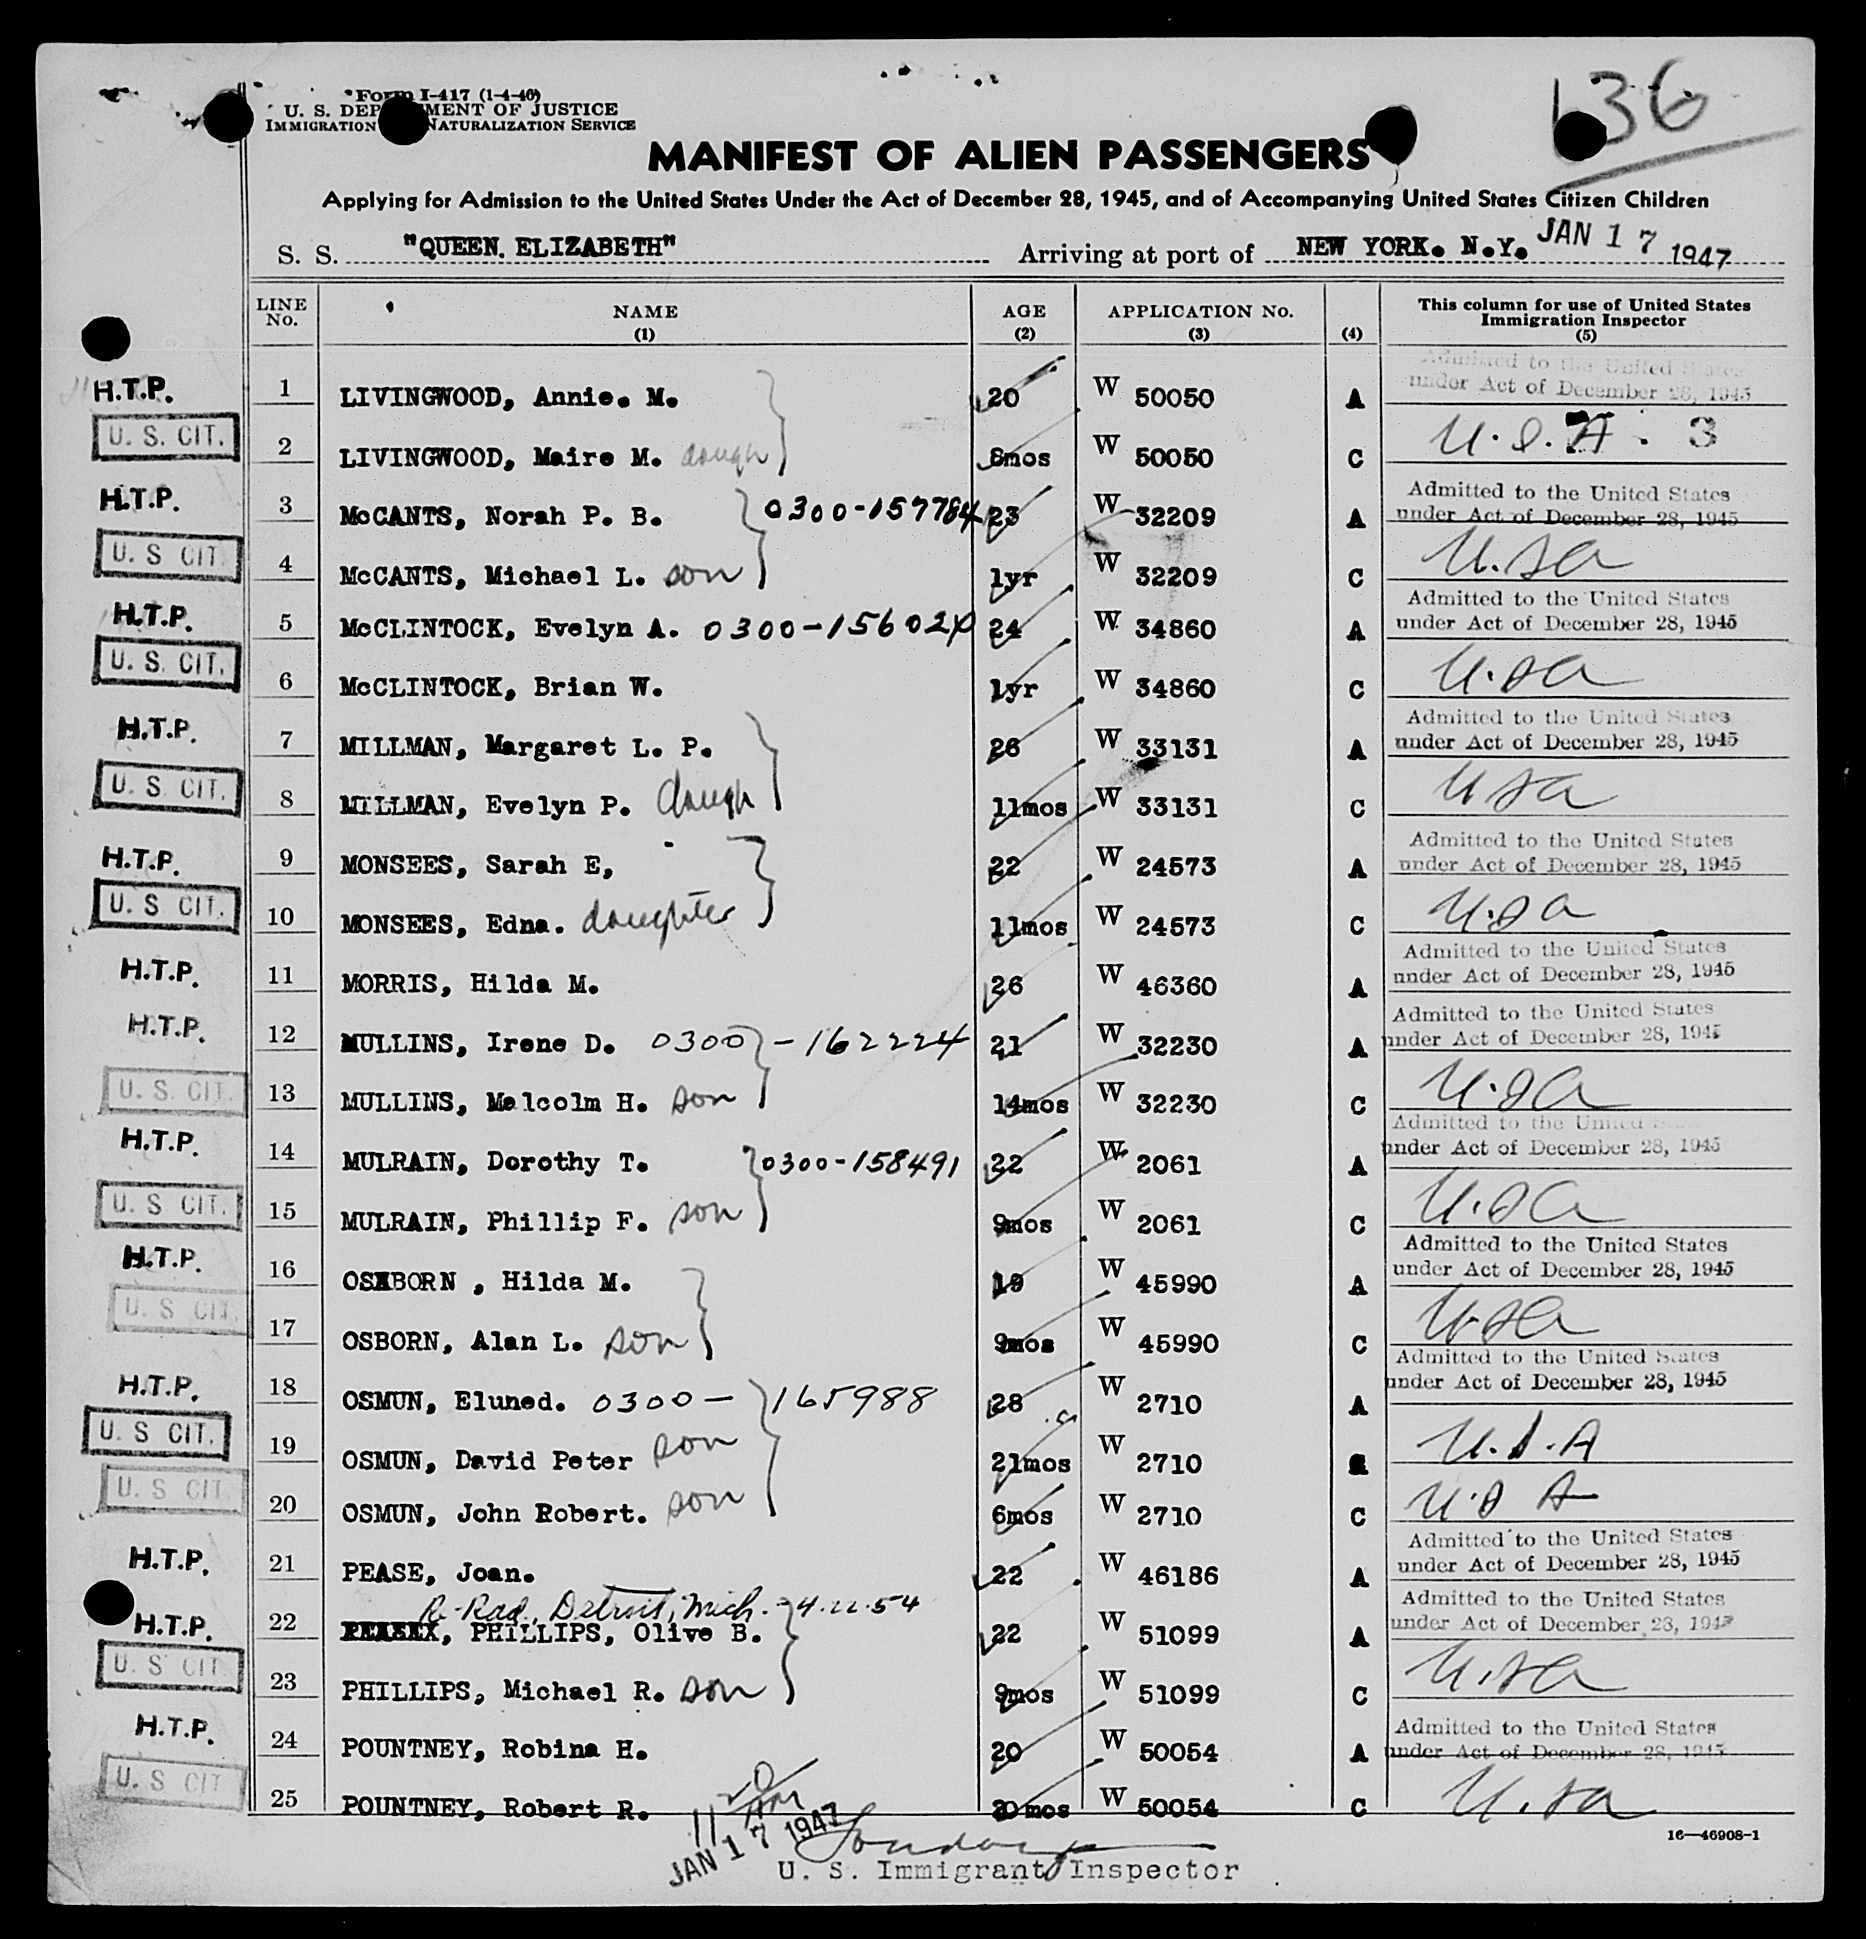 136
Form I-417 (1-4-46)
U. S. DEPARTMENT OF JUSTICE
IMMIGRATION NATURALIZATION SERVICE
MANIFEST OF ALIEN PASSENGERS
Applying for Admission to the United States Under the Act of December 28, 1945, and of Accompanying United States Citizen Children
S. S. "QUEEN. ELIZABETH" Arriving at port of NEW YORK. N.Y. JAN 17 1947
LINE No. NAME (1) AGE (2) APPLICATION No. (3) (4) This column for use of United States Immigration Inspector (5)
H.T.P. 1 LIVINGWOOD, Annie. M. 20 W 50050 A Admitted to the United States under Act of December 28, 1945
U. S. CIT. 2 LIVINGWOOD, Maire M. daugh 8mos W 50050 C U.S.A. 3
H.T.P. 3 McCANTS, Norah P. B. 0300-157784 23 W 32209 A Admitted to the United States under Act of December 28, 1945
U. S CIT. 4 McCANTS, Michael L. son 1yr W 32209 C U.Sa
H.T.P. 5 McCLINTOCK, Evelyn A. 0300-15602 24 W 34860 A Admitted to the United States under Act of December 28, 1945
U. S. CIT. 6 McCLINTOCK, Brian W. 1yr W 34860 C U.Sa
H.T.P. 7 MILLMAN, Margaret L. P. 26 W 33131 A Admitted to the United States under Act of December 28, 1945
U. S. CIT. 8 MILLMAN, Evelyn P. daugh 11mos W 33131 C Usa
H.T.P. 9 MONSEES, Sarah E, 22 W 24573 A Admitted to the United States under Act of December 28, 1945
U. S CIT. 10 MONSEES, Edna. daughter 11mos W 24573 C U.Sa
H.T.P. 11 MORRIS, Hilda M. 26 W 46360 A Admitted to the United States under Act of December 28, 1945
H.T.P. 12 MULLINS, Irene D. 0300-162224 21 W 32230 A Admitted to the United States under Act of December 28, 1945
U. S. CIT. 13 MULLINS, Malcolm H. son 14mos W 32230 C U.Sa
H.T.P. 14 MULRAIN, Dorothy T. 0300-158491 22 W 2061 A Admitted to the United States under Act of December 28, 1945
U. S CIT. 15 MULRAIN, Phillip F. son 9mos W 2061 C U.Sa
H.T.P. 16 OSXBORN , Hilda M. 19 W 45990 A Admitted to the United States under Act of December 28, 1945
U. S CIT. 17 OSBORN, Alan L. son 9mos W 45990 C U.Sa
H.T.P. 18 OSMUN, Eluned. 0300-165988 28 W 2710 A Admitted to the United States under Act of December 28, 1945
U. S CIT. 19 OSMUN, David Peter son 21mos W 2710 U.S.A
U. S CIT. 20 OSMUN, John Robert. son 6mos W 2710 C U.S A
H.T.P. 21 PEASE, Joan. 22 W 46186 A Admitted to the United States under Act of December 28, 1945
R-Rad, Detroit, Mich. - 4-22-54
H.T.P. 22 PHILLIPS, Olive B. 22 W 51099 A Admitted to the United States under Act of December 28, 1945
U. S CIT 23 PHILLIPS, Michael R. son 9mos W 51099 C U.Sa
H.T.P. 24 POUNTNEY, Robina H. 20 W 50054 A Admitted to the United States under Act of December 28, 1945
U. S CIT 25 POUNTNEY, Robert R. 20mos W 50054 C U.Sa
16—46908-1
JAN 17 1947
U. S. Immigrant Inspector